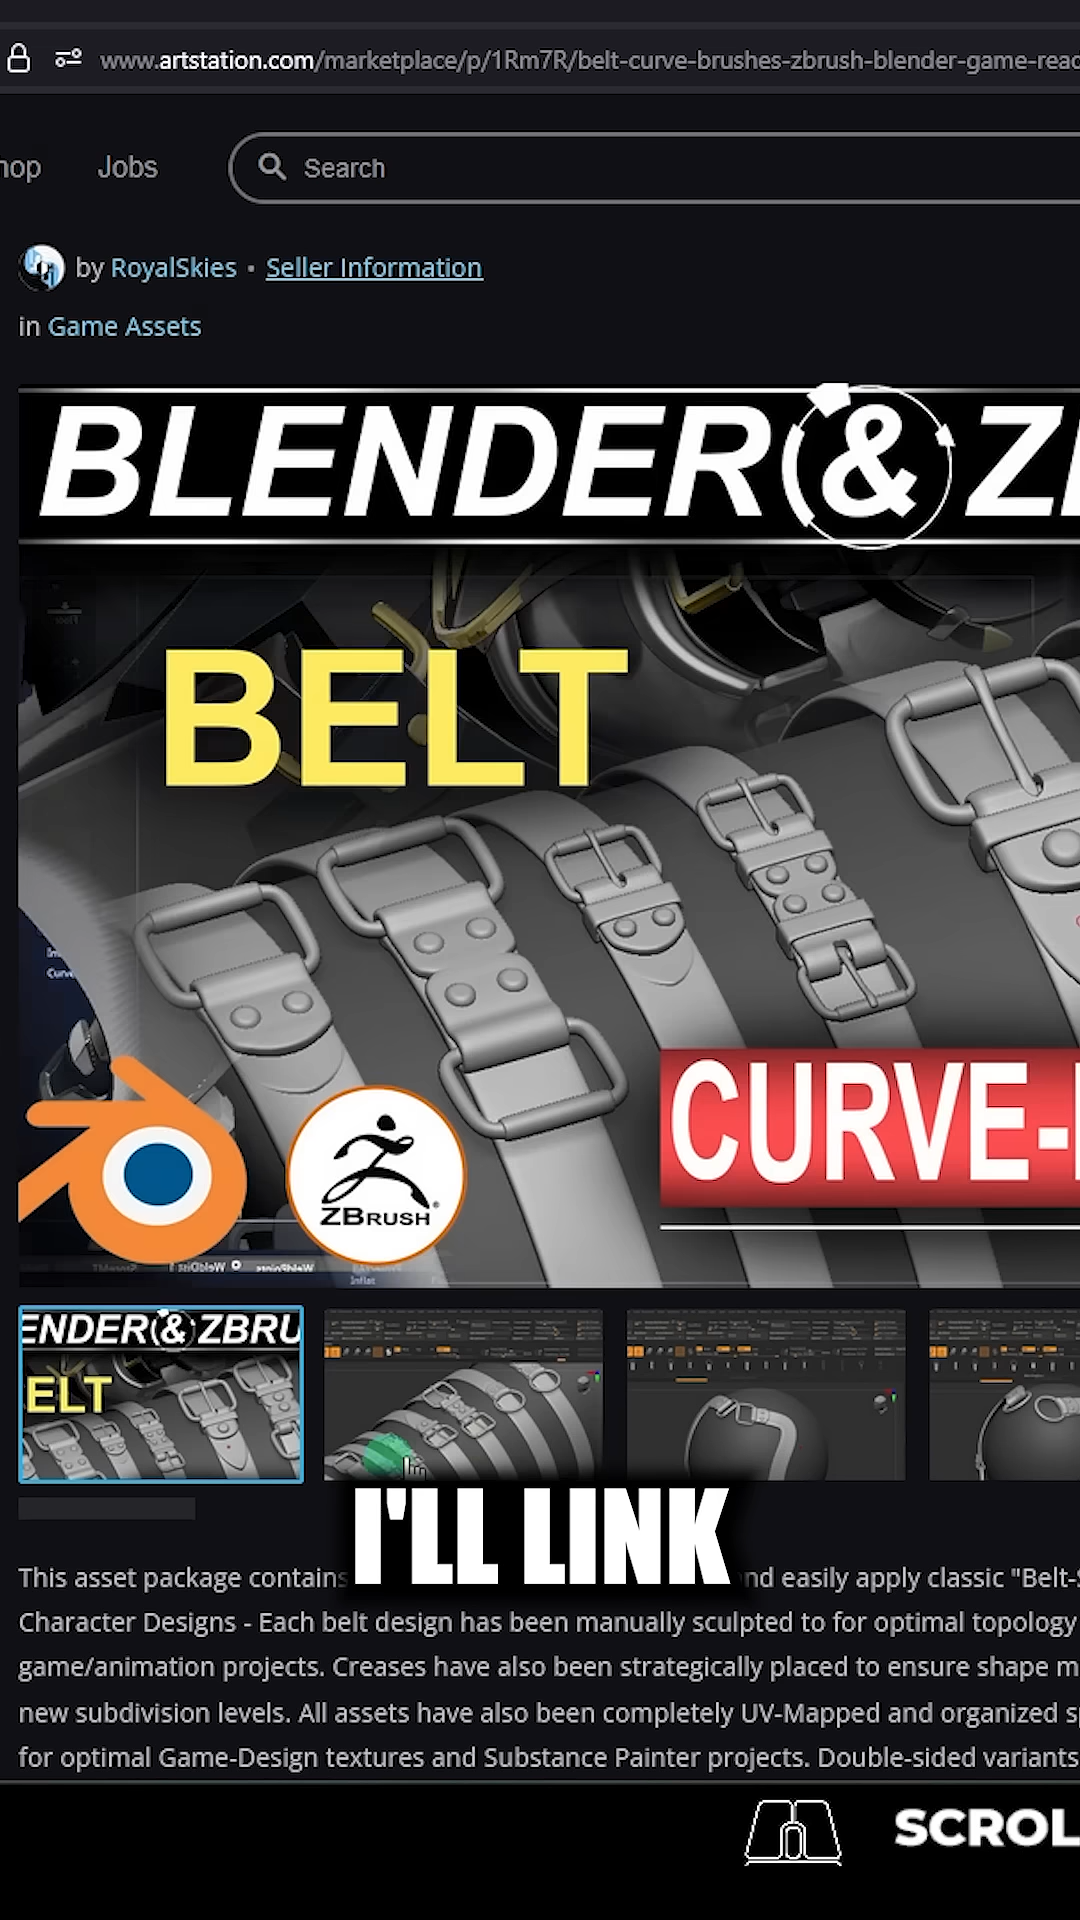 www.artstation.com/marketplace/p/1Rm7R/belt-curve-brushes-zbrush-blender-game-read
hop Jobs Search
by RoyalSkies • Seller Information
in Game Assets
BLENDER & ZB
BELT
Curve
CURVE-
ZBRUSH®
Inflat
ENDER & ZBRU
ELT
I'LL LINK
This asset package contains nd easily apply classic "Belt-S
Character Designs - Each belt design has been manually sculpted to for optimal topology
game/animation projects. Creases have also been strategically placed to ensure shape m
new subdivision levels. All assets have also been completely UV-Mapped and organized s
for optimal Game-Design textures and Substance Painter projects. Double-sided variants
SCROL